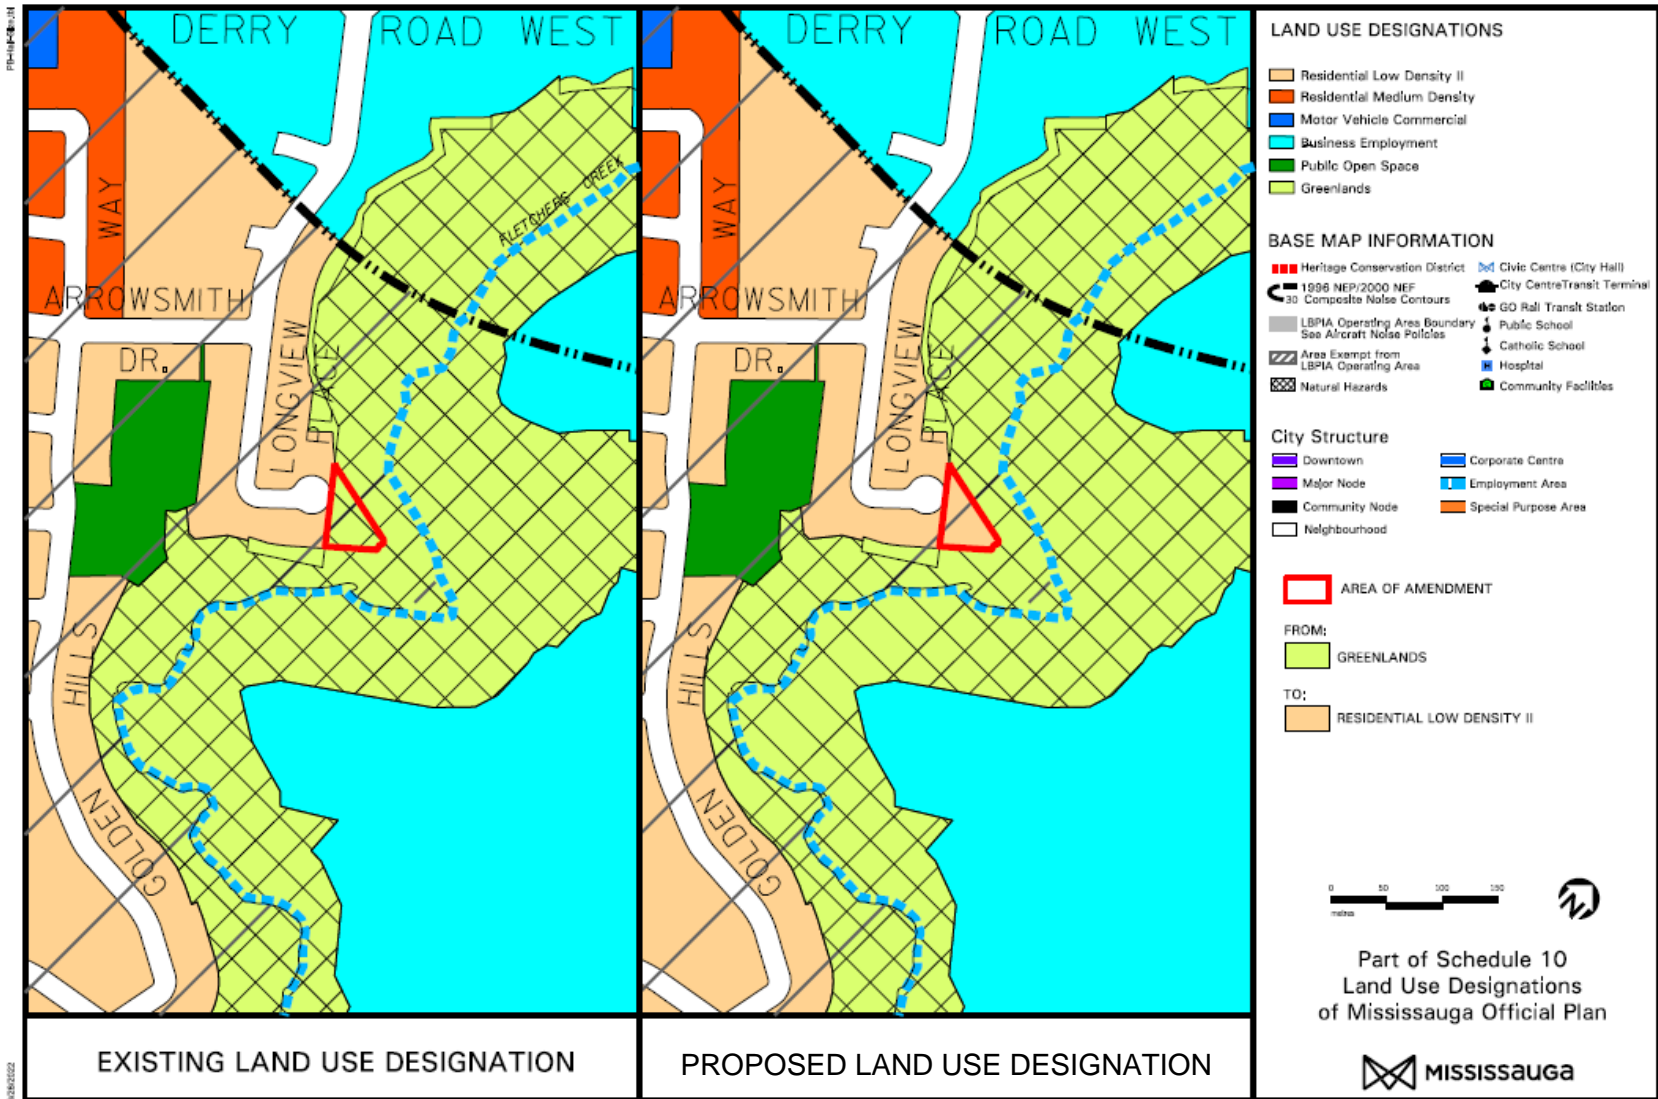 DERRY ROAD WEST
WAY
ARROWSMITH
DR.
LONGVIEW
PLACE
FLETCHERS CREEK
HILLS
GOLDEN
EXISTING LAND USE DESIGNATION
DERRY ROAD WEST
WAY
ARROWSMITH
DR.
LONGVIEW
PLACE
HILLS
GOLDEN
PROPOSED LAND USE DESIGNATION
LAND USE DESIGNATIONS
Residential Low Density II
Residential Medium Density
Motor Vehicle Commercial
Business Employment
Public Open Space
Greenlands
BASE MAP INFORMATION
Heritage Conservation District
1996 NEP/2000 NEF
30 Composite Noise Contours
LBPIA Operating Area Boundary
See Aircraft Noise Policies
Area Exempt from
LBPIA Operating Area
Natural Hazards
Civic Centre (City Hall)
City CentreTransit Terminal
GO Rail Transit Station
Public School
Catholic School
H Hospital
Community Facilities
City Structure
Downtown
Major Node
Community Node
Neighbourhood
Corporate Centre
Employment Area
Special Purpose Area
AREA OF AMENDMENT
FROM:
GREENLANDS
TO:
RESIDENTIAL LOW DENSITY II
0 50 100 150
metres
Part of Schedule 10
Land Use Designations
of Mississauga Official Plan
MISSISSauGa